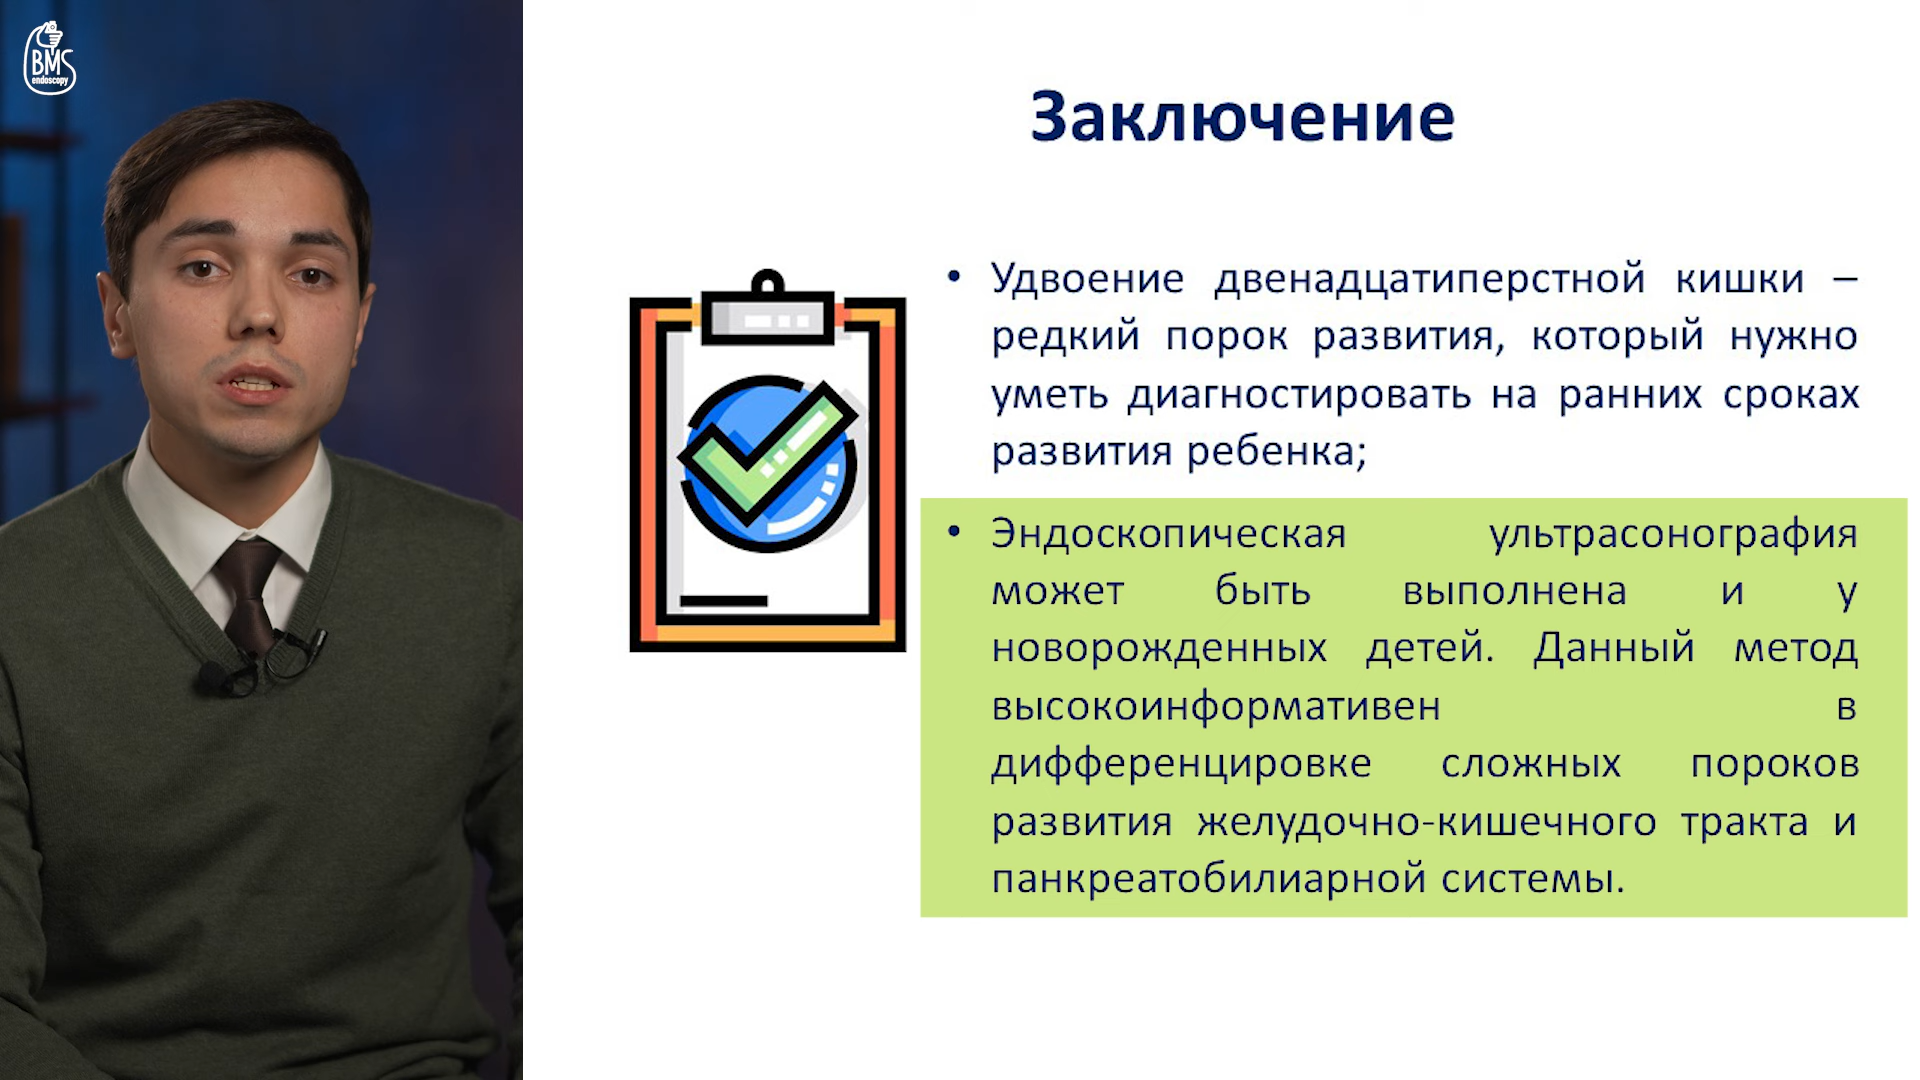 BMS
endoscopy
Заключение
• Удвоение двенадцатиперстной кишки –
редкий порок развития, который нужно
уметь диагностировать на ранних сроках
развития ребенка;
• Эндоскопическая ультрасонография
может быть выполнена и у
новорожденных детей. Данный метод
высокоинформативен в
дифференцировке сложных пороков
развития желудочно-кишечного тракта и
панкреатобилиарной системы.